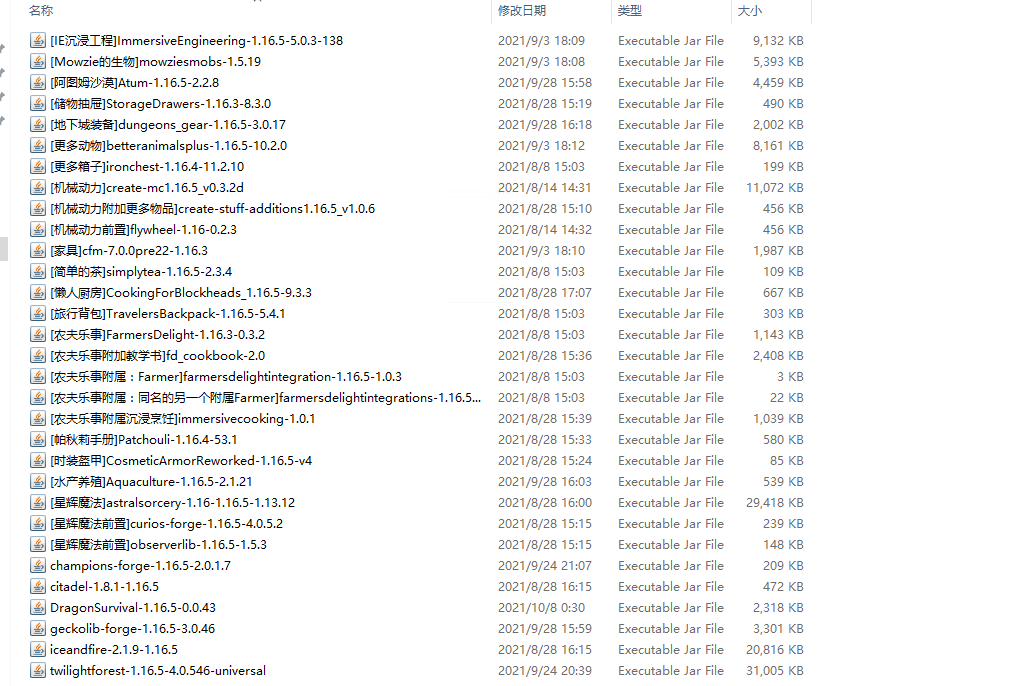 名称 修改日期 类型 大小
[IE沉浸工程]ImmersiveEngineering-1.16.5-5.0.3-138 2021/9/3 18:09 Executable Jar File 9,132 KB
[Mowzie的生物]mowziesmobs-1.5.19 2021/9/3 18:08 Executable Jar File 5,393 KB
[阿图姆沙漠]Atum-1.16.5-2.2.8 2021/9/28 15:58 Executable Jar File 4,459 KB
[储物抽屉]StorageDrawers-1.16.3-8.3.0 2021/8/28 15:19 Executable Jar File 490 KB
[地下城装备]dungeons_gear-1.16.5-3.0.17 2021/9/28 16:18 Executable Jar File 2,002 KB
[更多动物]betteranimalsplus-1.16.5-10.2.0 2021/9/3 18:12 Executable Jar File 8,161 KB
[更多箱子]ironchest-1.16.4-11.2.10 2021/8/8 15:03 Executable Jar File 199 KB
[机械动力]create-mc1.16.5_v0.3.2d 2021/8/14 14:31 Executable Jar File 11,072 KB
[机械动力附加更多物品]create-stuff-additions1.16.5_v1.0.6 2021/8/28 15:10 Executable Jar File 456 KB
[机械动力前置]flywheel-1.16-0.2.3 2021/8/14 14:32 Executable Jar File 456 KB
[家具]cfm-7.0.0pre22-1.16.3 2021/9/3 18:10 Executable Jar File 1,987 KB
[简单的茶]simplytea-1.16.5-2.3.4 2021/8/8 15:03 Executable Jar File 109 KB
[懒人厨房]CookingForBlockheads_1.16.5-9.3.3 2021/8/28 17:07 Executable Jar File 667 KB
[旅行背包]TravelersBackpack-1.16.5-5.4.1 2021/8/8 15:03 Executable Jar File 303 KB
[农夫乐事]FarmersDelight-1.16.3-0.3.2 2021/8/8 15:03 Executable Jar File 1,143 KB
[农夫乐事附加教学书]fd_cookbook-2.0 2021/8/28 15:36 Executable Jar File 2,408 KB
[农夫乐事附属：Farmer]farmersdelightintegration-1.16.5-1.0.3 2021/8/8 15:03 Executable Jar File 3 KB
[农夫乐事附属：同名的另一个附属Farmer]farmersdelightintegrations-1.16.5... 2021/8/8 15:03 Executable Jar File 22 KB
[农夫乐事附属沉浸烹饪]immersivecooking-1.0.1 2021/8/28 15:39 Executable Jar File 1,039 KB
[帕秋莉手册]Patchouli-1.16.4-53.1 2021/8/28 15:33 Executable Jar File 580 KB
[时装盔甲]CosmeticArmorReworked-1.16.5-v4 2021/8/28 15:24 Executable Jar File 85 KB
[水产养殖]Aquaculture-1.16.5-2.1.21 2021/9/28 16:03 Executable Jar File 539 KB
[星辉魔法]astralsorcery-1.16-1.16.5-1.13.12 2021/8/28 16:00 Executable Jar File 29,418 KB
[星辉魔法前置]curios-forge-1.16.5-4.0.5.2 2021/8/28 15:15 Executable Jar File 239 KB
[星辉魔法前置]observerlib-1.16.5-1.5.3 2021/8/28 15:15 Executable Jar File 148 KB
champions-forge-1.16.5-2.0.1.7 2021/9/24 21:07 Executable Jar File 209 KB
citadel-1.8.1-1.16.5 2021/8/28 16:15 Executable Jar File 472 KB
DragonSurvival-1.16.5-0.0.43 2021/10/8 0:30 Executable Jar File 2,318 KB
geckolib-forge-1.16.5-3.0.46 2021/9/28 15:59 Executable Jar File 3,301 KB
iceandfire-2.1.9-1.16.5 2021/8/28 16:15 Executable Jar File 20,816 KB
twilightforest-1.16.5-4.0.546-universal 2021/9/24 20:39 Executable Jar File 31,005 KB